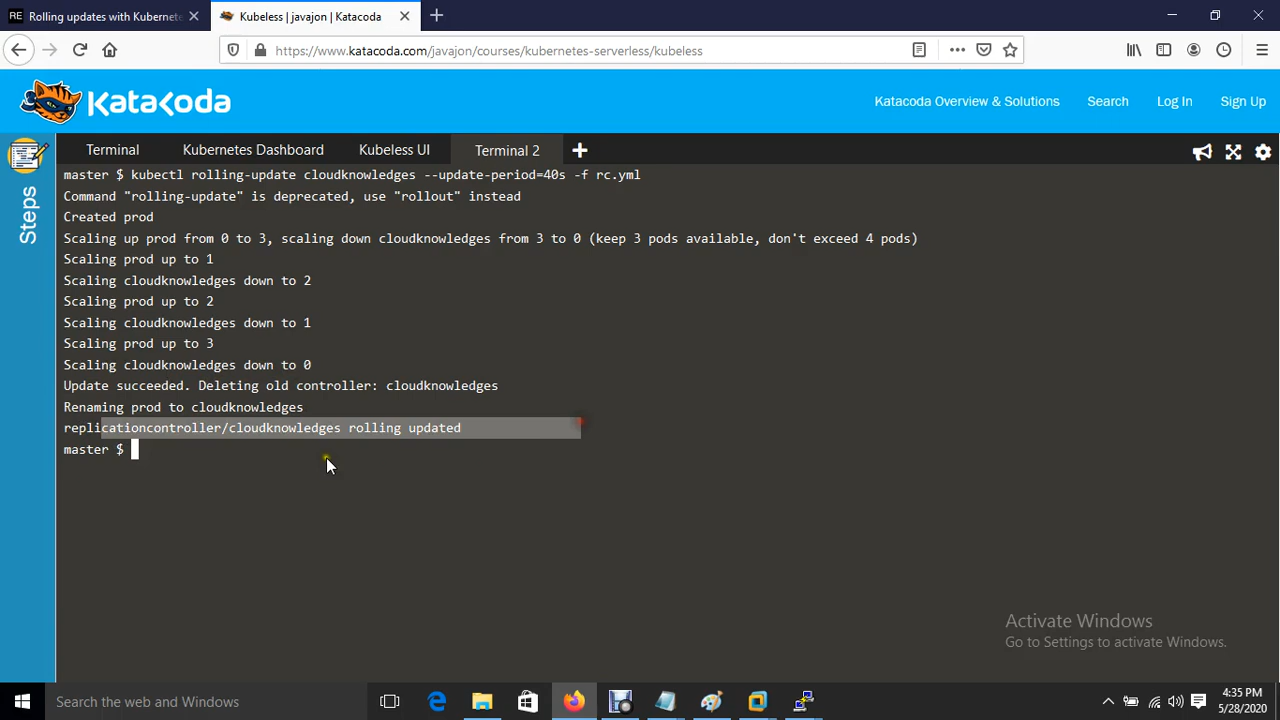 RE Rolling updates with Kubernete
Kubeless | javajon | Katacoda
https://www.katacoda.com/javajon/courses/kubernetes-serverless/kubeless
KATACODA
Katacoda Overview & Solutions
Search
Log In
Sign Up
Steps
Terminal
Kubernetes Dashboard
Kubeless UI
Terminal 2
master $ kubectl rolling-update cloudknowledges --update-period=40s -f rc.yml
Command "rolling-update" is deprecated, use "rollout" instead
Created prod
Scaling up prod from 0 to 3, scaling down cloudknowledges from 3 to 0 (keep 3 pods available, don't exceed 4 pods)
Scaling prod up to 1
Scaling cloudknowledges down to 2
Scaling prod up to 2
Scaling cloudknowledges down to 1
Scaling prod up to 3
Scaling cloudknowledges down to 0
Update succeeded. Deleting old controller: cloudknowledges
Renaming prod to cloudknowledges
replicationcontroller/cloudknowledges rolling updated
master $
Activate Windows
Go to Settings to activate Windows.
Search the web and Windows
4:35 PM
5/28/2020